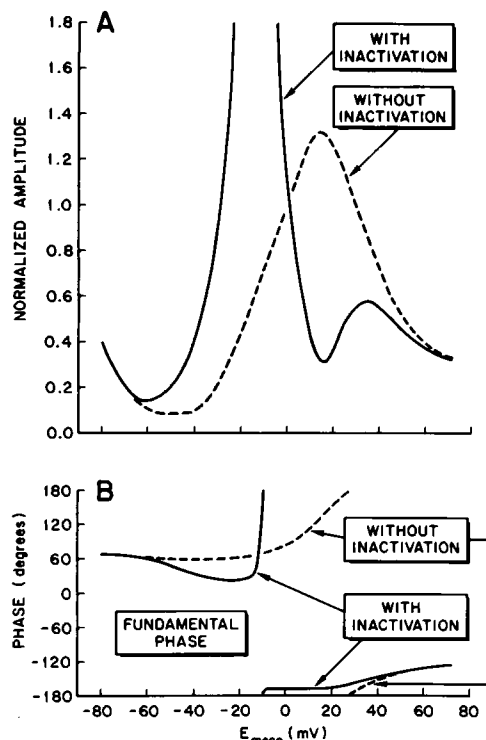 A
1.8
1.6
1.4
1.2
1.0
0.8
0.6
0.4
0.2
0.0
NORMALIZED AMPLITUDE
WITH
INACTIVATION
WITHOUT
INACTIVATION
B
180
120
60
0
-60
-120
-180
PHASE (degrees)
WITHOUT
INACTIVATION
WITH
INACTIVATION
FUNDAMENTAL
PHASE
-80 -60 -40 -20 0 20 40 60 80
(mV)